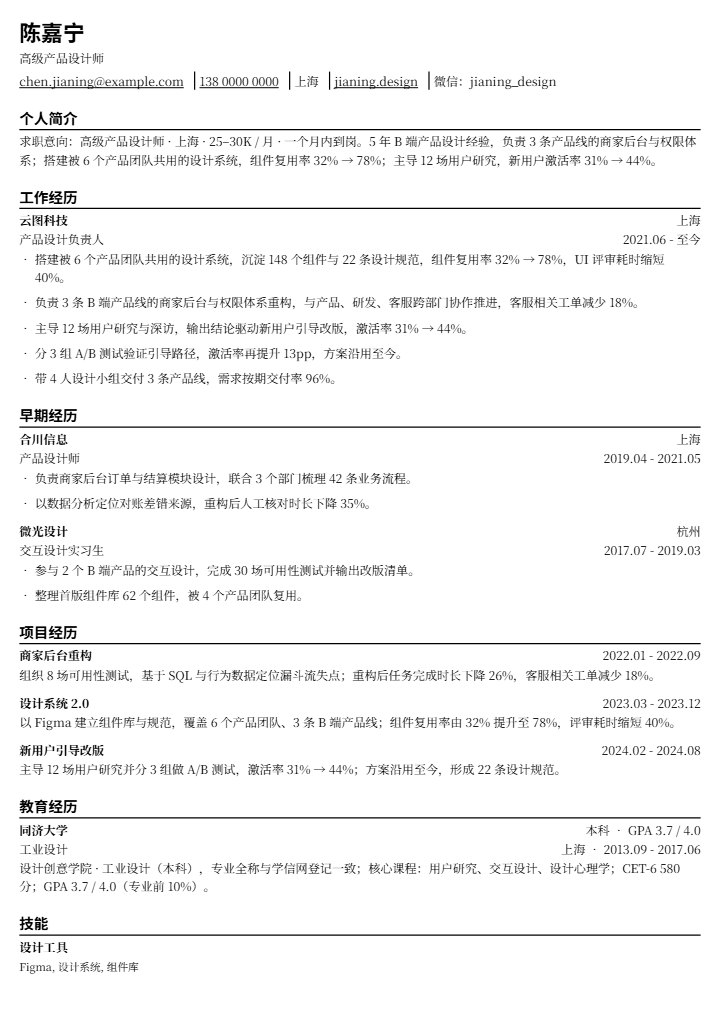 陈嘉宁
高级产品设计师
chen.jianing@example.com | 138 0000 0000 | 上海 | jianing.design | 微信：jianing_design
个人简介
求职意向：高级产品设计师 · 上海 · 25–30K / 月 · 一个月内到岗。5 年 B 端产品设计经验，负责 3 条产品线的商家后台与权限体
系；搭建被 6 个产品团队共用的设计系统，组件复用率 32% → 78%；主导 12 场用户研究，新用户激活率 31% → 44%。
工作经历
云图科技 上海
产品设计负责人 2021.06 - 至今
· 搭建被 6 个产品团队共用的设计系统，沉淀 148 个组件与 22 条设计规范，组件复用率 32% → 78%，UI 评审耗时缩短
40%。
· 负责 3 条 B 端产品线的商家后台与权限体系重构，与产品、研发、客服跨部门协作推进，客服相关工单减少 18%。
· 主导 12 场用户研究与深访，输出结论驱动新用户引导改版，激活率 31% → 44%。
· 分 3 组 A/B 测试验证引导路径，激活率再提升 13pp，方案沿用至今。
· 带 4 人设计小组交付 3 条产品线，需求按期交付率 96%。
早期经历
合川信息 上海
产品设计师 2019.04 - 2021.05
· 负责商家后台订单与结算模块设计，联合 3 个部门梳理 42 条业务流程。
· 以数据分析定位对账差错来源，重构后人工核对时长下降 35%。
微光设计 杭州
交互设计实习生 2017.07 - 2019.03
· 参与 2 个 B 端产品的交互设计，完成 30 场可用性测试并输出改版清单。
· 整理首版组件库 62 个组件，被 4 个产品团队复用。
项目经历
商家后台重构 2022.01 - 2022.09
组织 8 场可用性测试，基于 SQL 与行为数据定位漏斗流失点；重构后任务完成时长下降 26%，客服相关工单减少 18%。
设计系统 2.0 2023.03 - 2023.12
以 Figma 建立组件库与规范，覆盖 6 个产品团队、3 条 B 端产品线；组件复用率由 32% 提升至 78%，评审耗时缩短 40%。
新用户引导改版 2024.02 - 2024.08
主导 12 场用户研究并分 3 组做 A/B 测试，激活率 31% → 44%；方案沿用至今，形成 22 条设计规范。
教育经历
同济大学 本科 · GPA 3.7 / 4.0
工业设计 上海 · 2013.09 - 2017.06
设计创意学院 · 工业设计（本科），专业全称与学信网登记一致；核心课程：用户研究、交互设计、设计心理学；CET-6 580
分；GPA 3.7 / 4.0（专业前 10%）。
技能
设计工具
Figma, 设计系统, 组件库